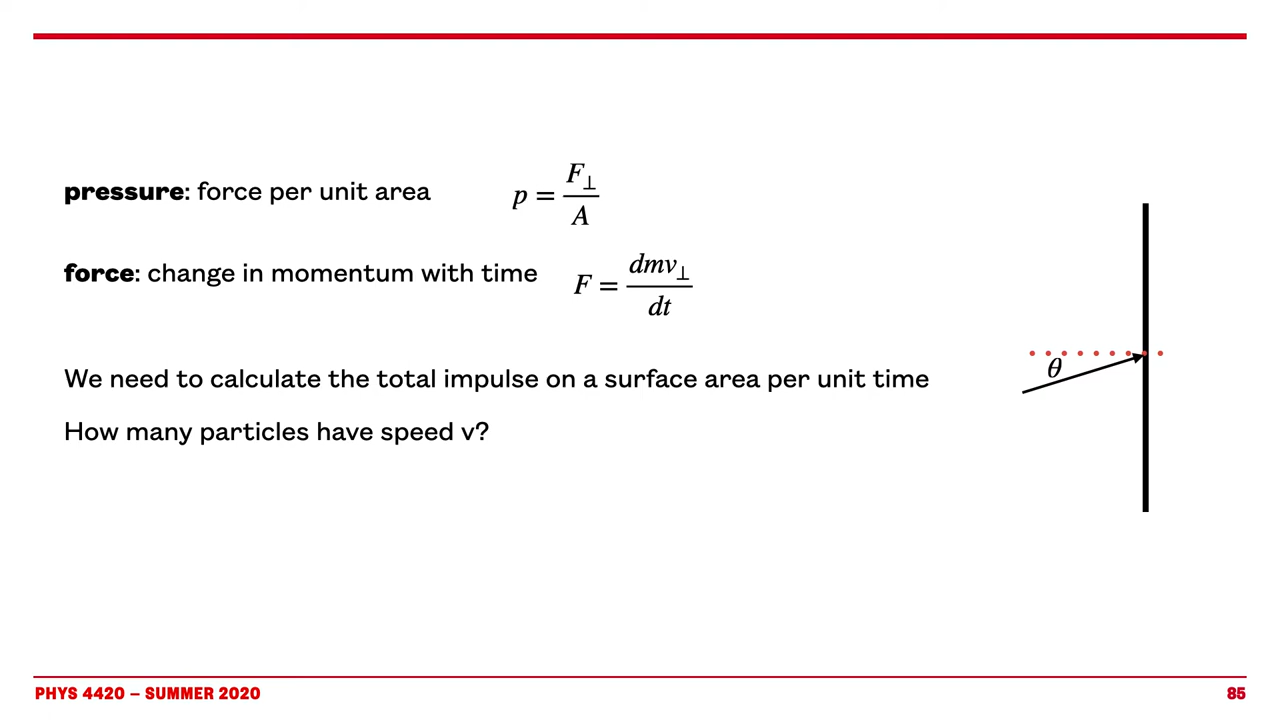 pressure: force per unit area p = F⊥/A
force: change in momentum with time F = dmv⊥/dt
θ
We need to calculate the total impulse on a surface area per unit time
How many particles have speed v?
PHYS 4420 – SUMMER 2020 85